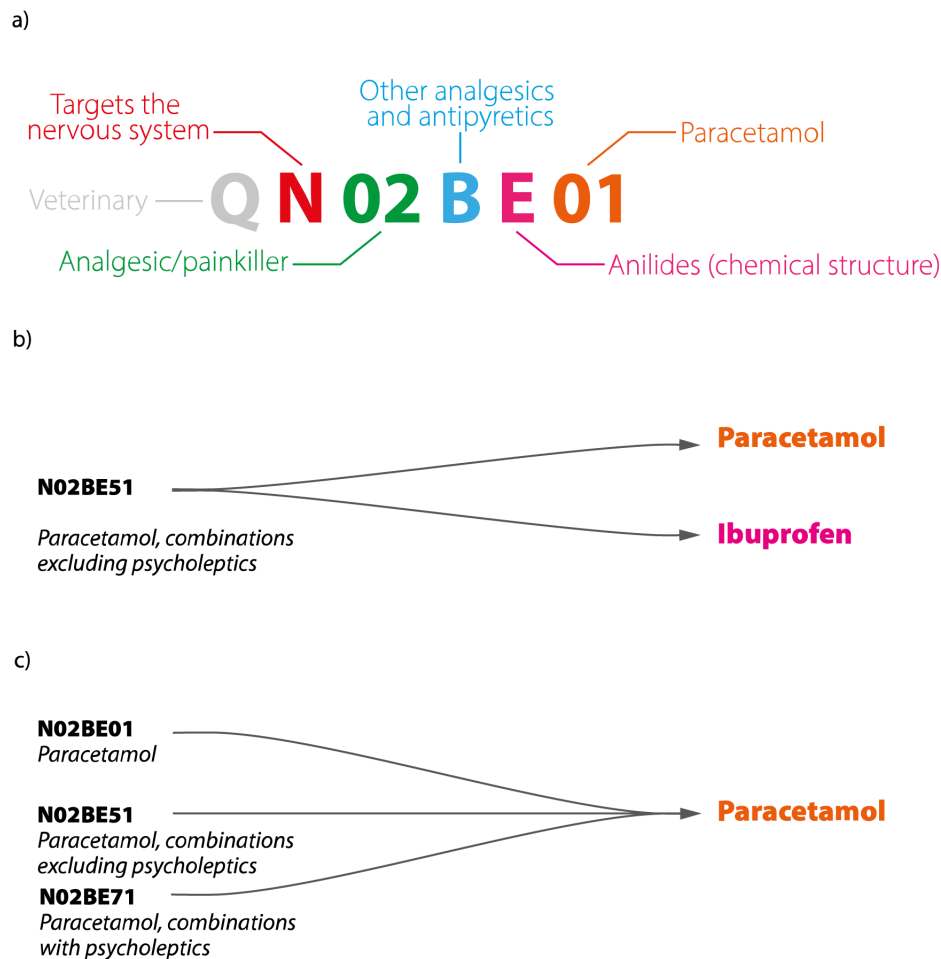 a)
Targets the
nervous system
Other analgesics
and antipyretics
Paracetamol
Veterinary
Q N 02 B E 01
Analgesic/painkiller
Anilides (chemical structure)
b)
Paracetamol
N02BE51
Ibuprofen
Paracetamol, combinations
excluding psycholeptics
c)
N02BE01
Paracetamol
N02BE51
Paracetamol
Paracetamol, combinations
excluding psycholeptics
N02BE71
Paracetamol, combinations
with psycholeptics